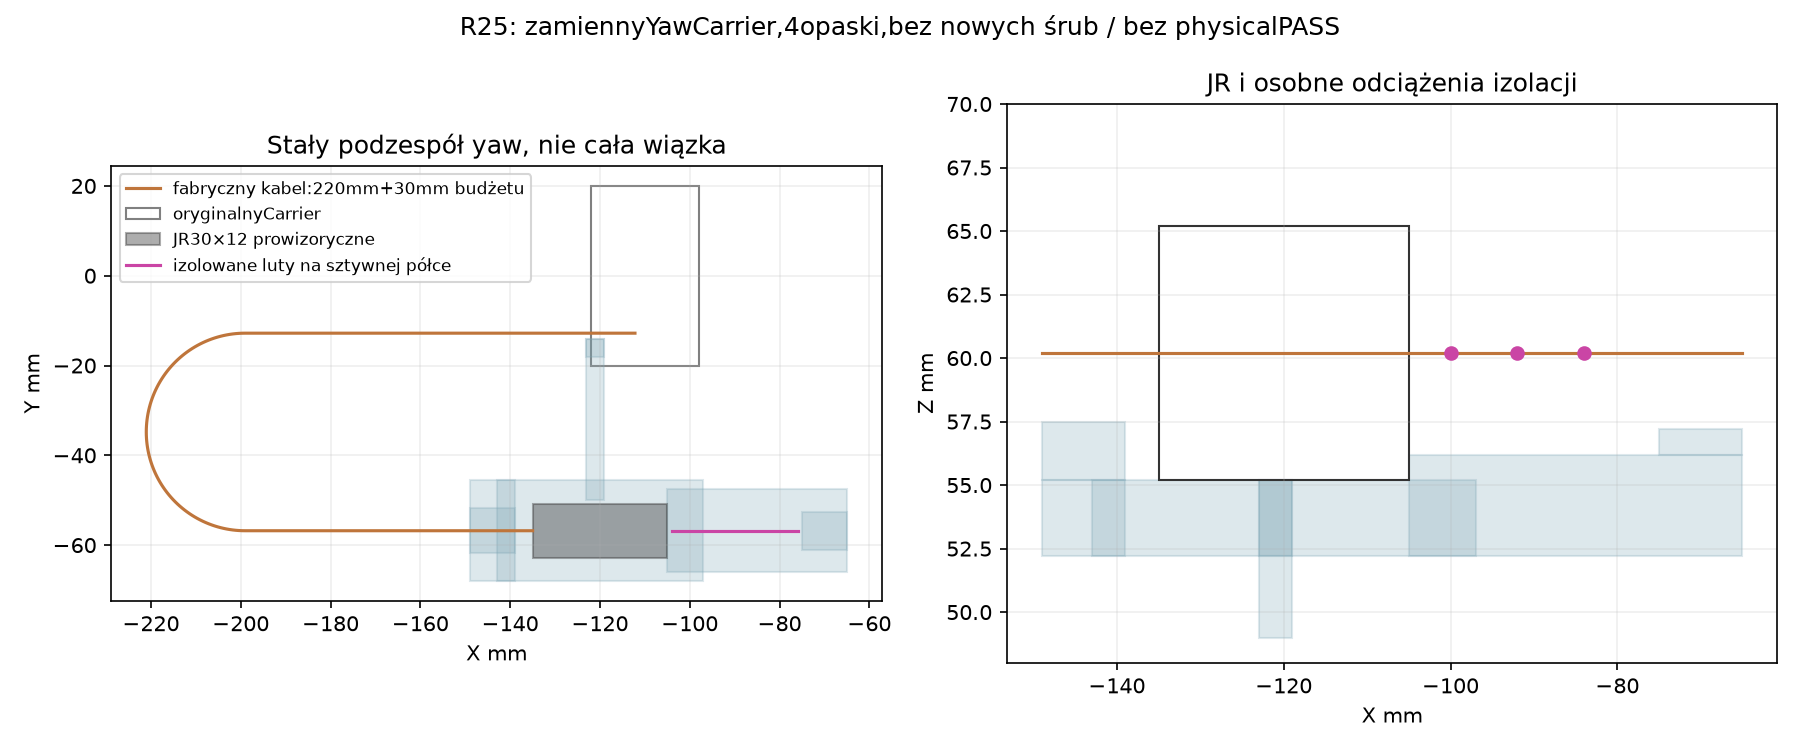 R25: zamiennyYawCarrier,4opaski,bez nowych śrub / bez physicalPASS
Stały podzespół yaw, nie cała wiązka
fabryczny kabel:220mm+30mm budżetu
oryginalnyCarrier
JR30×12 prowizoryczne
izolowane luty na sztywnej półce
20
0
−20
−40
−60
Y mm
−220
−200
−180
−160
−140
−120
−100
−80
−60
X mm
JR i osobne odciążenia izolacji
70.0
67.5
65.0
62.5
60.0
57.5
55.0
52.5
50.0
Z mm
−140
−120
−100
−80
X mm